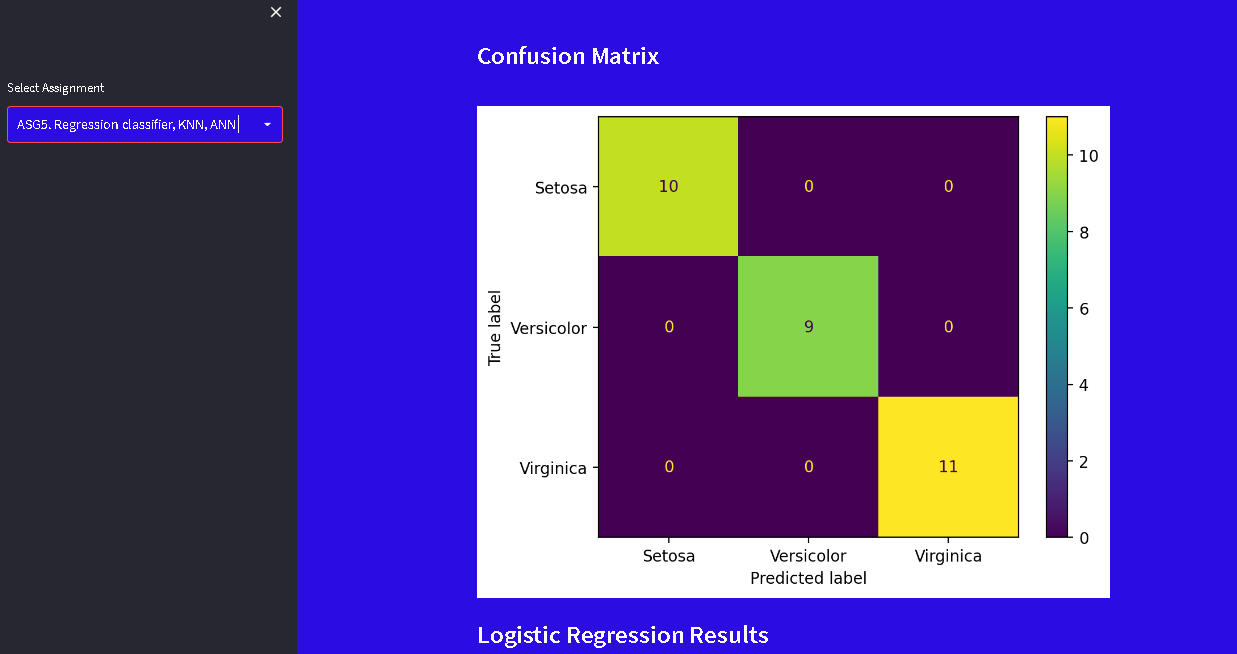 ×
Select Assignment
ASG5. Regression classifier, KNN, ANN
Confusion Matrix
Setosa 10 0 0
Versicolor 0 9 0
Virginica 0 0 11
Setosa Versicolor Virginica
Predicted label
True label
10
8
6
4
2
0
Logistic Regression Results